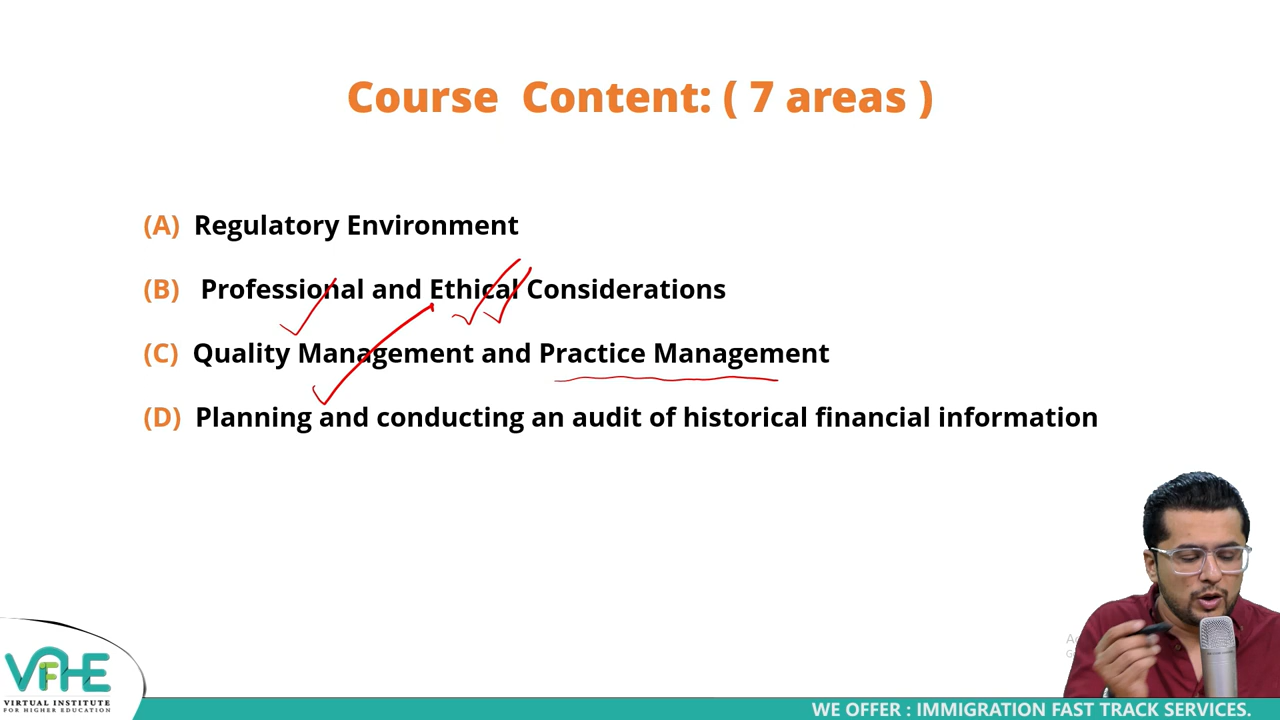 Course Content: ( 7 areas )
(A) Regulatory Environment
(B) Professional and Ethical Considerations
(C) Quality Management and Practice Management
(D) Planning and conducting an audit of historical financial information
VIFHE
VIRTUAL INSTITUTE
FOR HIGHER EDUCATION
WE OFFER : IMMIGRATION FAST TRACK SERVICES.